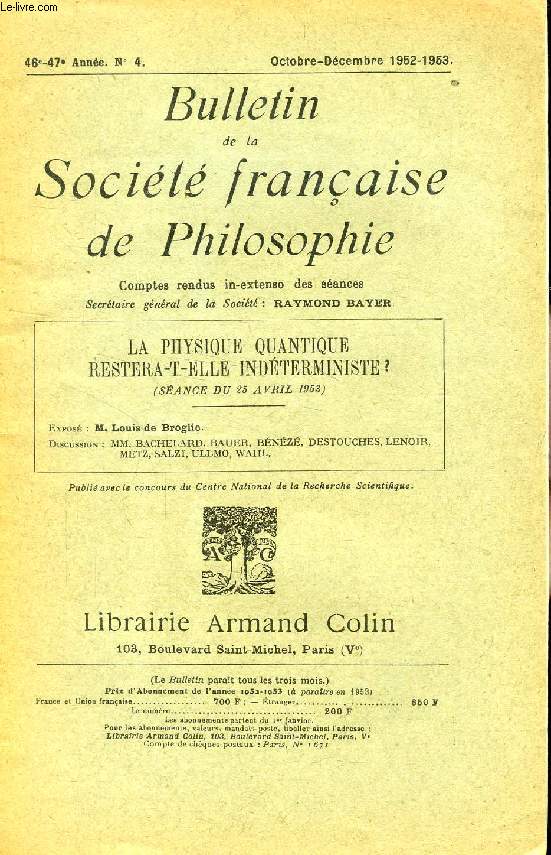 Le-livre.com
46e-47e Année. N° 4. Octobre-Décembre 1952-1953.
Bulletin
de la
Société française
de Philosophie
Comptes rendus in-extenso des séances
Secrétaire général de la Société : RAYMOND BAYER
LA PHYSIQUE QUANTIQUE
RESTERA-T-ELLE INDÉTERMINISTE ?
(SÉANCE DU 25 AVRIL 1953)
EXPOSÉ : M. Louis de Broglie.
DISCUSSION : MM. BACHELARD, BAUER, BÉNÉZÉ, DESTOUCHES, LENOIR,
METZ, SALZI, ULLMO, WAHL.
Publié avec le concours du Centre National de la Recherche Scientifique.
A C
Librairie Armand Colin
103, Boulevard Saint-Michel, Paris (Ve)
(Le Bulletin paraît tous les trois mois.)
Prix d'Abonnement de l'année 1952-1953 (à paraître en 1953)
France et Union française 700 F ; — Étranger 850 F
Le numéro 200 F
Les abonnements partent du 1er Janvier.
Pour les abonnements, valeurs, mandats-poste, libeller ainsi l'adresse :
Librairie Armand Colin, 103, Boulevard Saint-Michel, Paris, Ve
Compte de chèques postaux : Paris, N° 1671